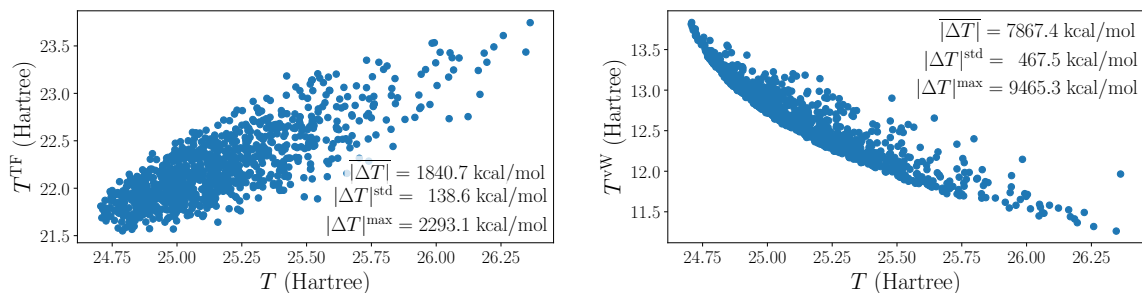 23.5
23.0
22.5
22.0
21.5
T^TF (Hartree)
|ΔT| = 1840.7 kcal/mol
|ΔT|^std = 138.6 kcal/mol
|ΔT|^max = 2293.1 kcal/mol
24.75 25.00 25.25 25.50 25.75 26.00 26.25
T (Hartree)
13.5
13.0
12.5
12.0
11.5
T^vW (Hartree)
|ΔT| = 7867.4 kcal/mol
|ΔT|^std = 467.5 kcal/mol
|ΔT|^max = 9465.3 kcal/mol
24.75 25.00 25.25 25.50 25.75 26.00 26.25
T (Hartree)